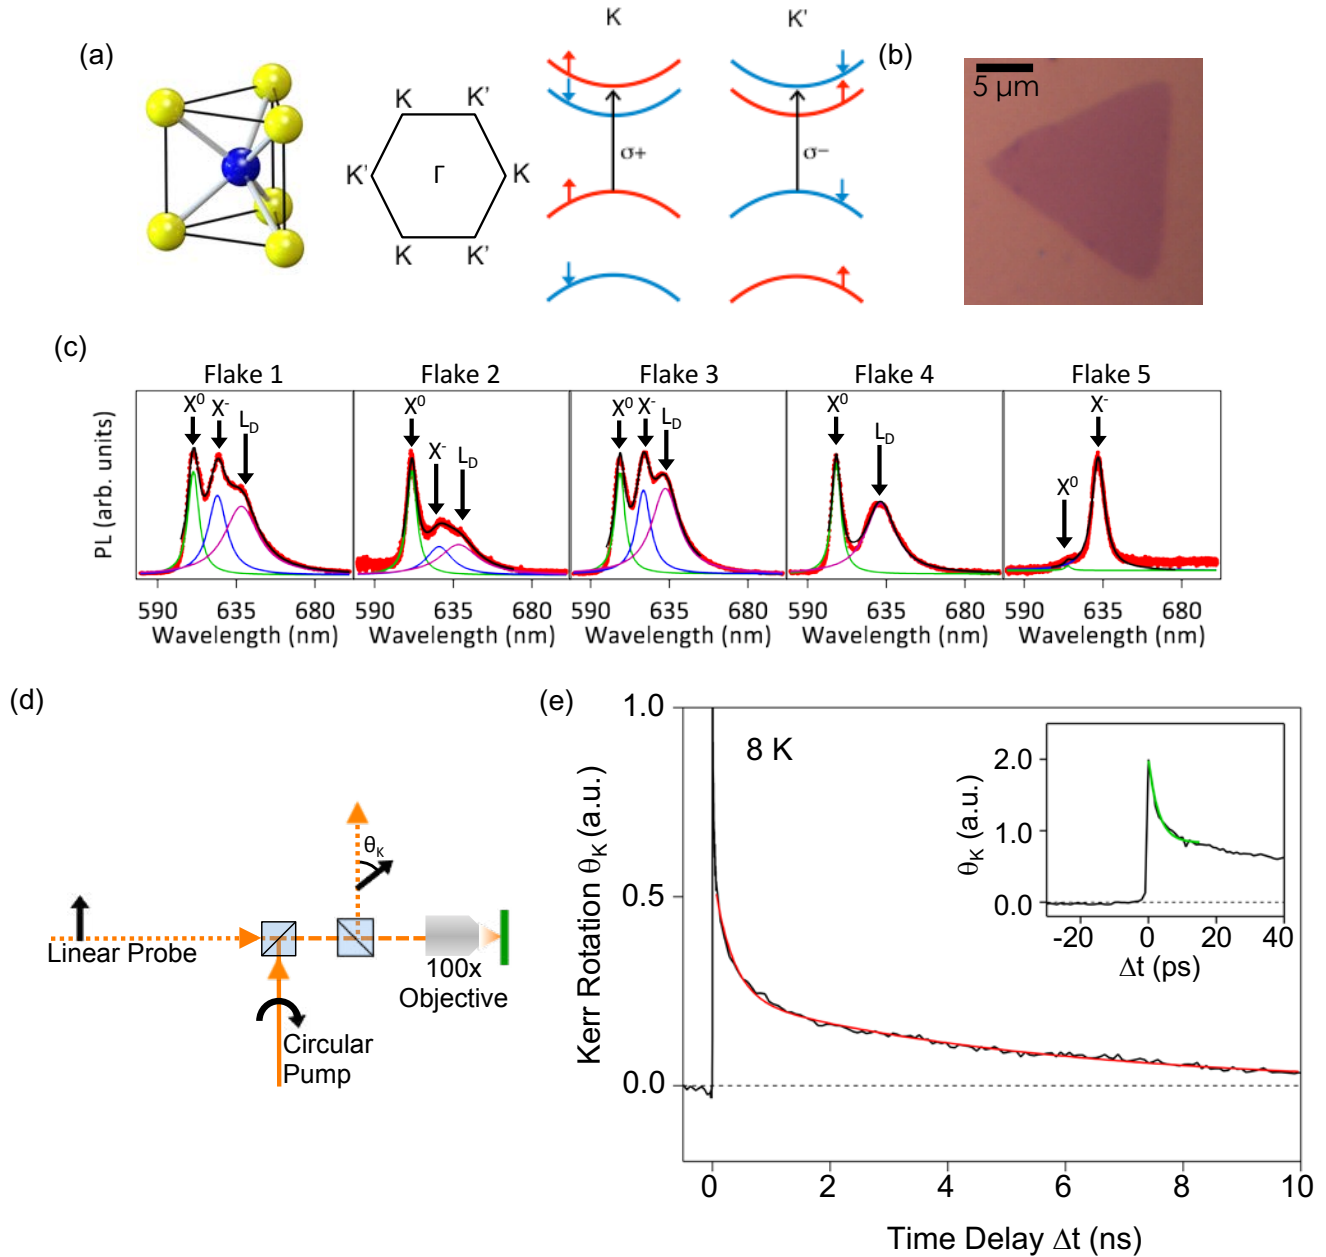 (a)
K
K'
K'
Γ
K
K
K'
K
σ+
K'
σ−
(b)
5 μm
(c)
Flake 1
Flake 2
Flake 3
Flake 4
Flake 5
PL (arb. units)
X⁰ X⁻ L_D
X⁰ X⁻ L_D
X⁰ X⁻ L_D
X⁰ L_D
X⁰ X⁻
590 635 680
590 635 680
590 635 680
590 635 680
590 635 680
Wavelength (nm)
Wavelength (nm)
Wavelength (nm)
Wavelength (nm)
Wavelength (nm)
(d)
θ_K
Linear Probe
100x
Objective
Circular
Pump
(e)
1.0
0.5
0.0
Kerr Rotation θ_K (a.u.)
8 K
2.0
1.0
0.0
θ_K (a.u.)
-20 0 20 40
Δt (ps)
0 2 4 6 8 10
Time Delay Δt (ns)